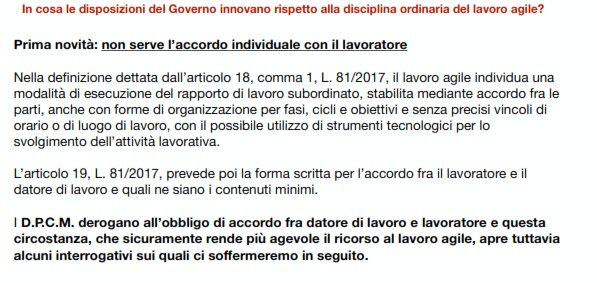 In cosa le disposizioni del Governo innovano rispetto alla disciplina ordinaria del lavoro agile?
Prima novità: non serve l’accordo individuale con il lavoratore
Nella definizione dettata dall’articolo 18, comma 1, L. 81/2017, il lavoro agile individua una
modalità di esecuzione del rapporto di lavoro subordinato, stabilita mediante accordo fra le
parti, anche con forme di organizzazione per fasi, cicli e obiettivi e senza precisi vincoli di
orario o di luogo di lavoro, con il possibile utilizzo di strumenti tecnologici per lo
svolgimento dell’attività lavorativa.
L’articolo 19, L. 81/2017, prevede poi la forma scritta per l’accordo fra il lavoratore e il
datore di lavoro e quali ne siano i contenuti minimi.
I D.P.C.M. derogano all’obbligo di accordo fra datore di lavoro e lavoratore e questa
circostanza, che sicuramente rende più agevole il ricorso al lavoro agile, apre tuttavia
alcuni interrogativi sui quali ci soffermeremo in seguito.